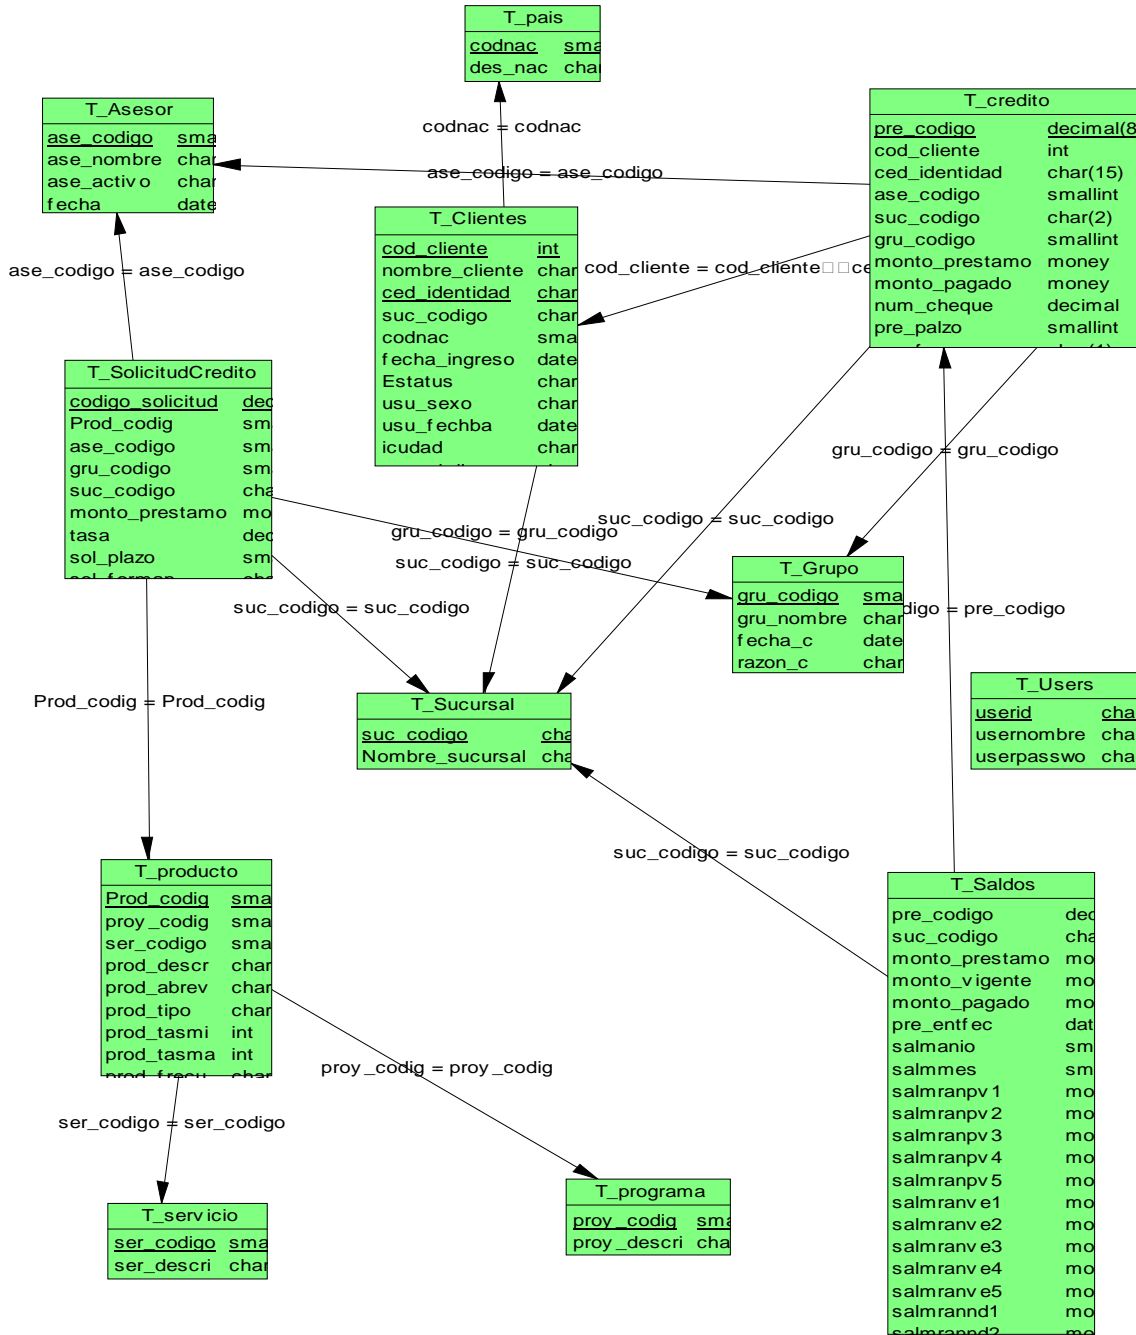 T_pais
codnac sma
des_nac char
T_Asesor
ase_codigo sma
ase_nombre char
ase_activo char
fecha date
T_credito
pre_codigo decimal(8
cod_cliente int
ced_identidad char(15)
ase_codigo smallint
suc_codigo char(2)
gru_codigo smallint
monto_prestamo money
monto_pagado money
num_cheque decimal
pre_palzo smallint
codnac = codnac
ase_codigo = ase_codigo
T_Clientes
cod_cliente int
nombre_cliente char
ced_identidad char
suc_codigo char
codnac sma
fecha_ingreso date
Estatus char
usu_sexo char
usu_fechba date
icudad char
ase_codigo = ase_codigo
cod_cliente = cod_cliente□□ce
T_SolicitudCredito
codigo_solicitud dec
Prod_codig sm
ase_codigo sm
gru_codigo sm
suc_codigo cha
monto_prestamo mo
tasa dec
sol_plazo sm
gru_codigo = gru_codigo
suc_codigo = suc_codigo
gru_codigo = gru_codigo
suc_codigo = suc_codigo
T_Grupo
gru_codigo sma
gru_nombre char
fecha_c date
razon_c char
digo = pre_codigo
suc_codigo = suc_codigo
T_Users
userid cha
usernombre cha
userpasswo cha
Prod_codig = Prod_codig
T_Sucursal
suc_codigo cha
Nombre_sucursal cha
suc_codigo = suc_codigo
T_producto
Prod_codig sma
proy_codig sma
ser_codigo sma
prod_descr char
prod_abrev char
prod_tipo char
prod_tasmi int
prod_tasma int
prod_frecu char
T_Saldos
pre_codigo dec
suc_codigo cha
monto_prestamo mo
monto_vigente mo
monto_pagado mo
pre_entfec dat
salmanio sm
salmmes sm
salmranpv1 mo
salmranpv2 mo
salmranpv3 mo
salmranpv4 mo
salmranpv5 mo
salmranve1 mo
salmranve2 mo
salmranve3 mo
salmranve4 mo
salmranve5 mo
salmrannd1 mo
salmrannd2 mo
proy_codig = proy_codig
ser_codigo = ser_codigo
T_servicio
ser_codigo sma
ser_descri char
T_programa
proy_codig sma
proy_descri cha